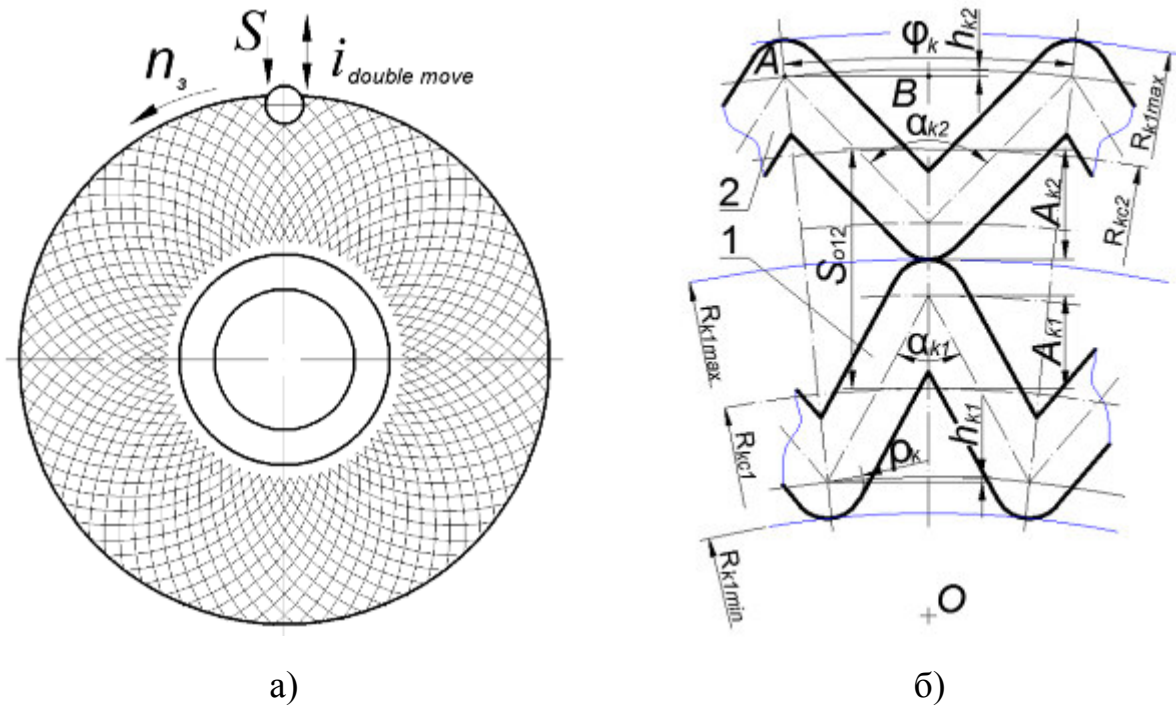 S
n₃
i double move
а)
φk
hk2
A
B
Rk1max
αk2
2
Ak2
Rkc2
1
So12
Rk1max
αk1
Ak1
Rkc1
hk1
ρk
Rk1min
O
б)